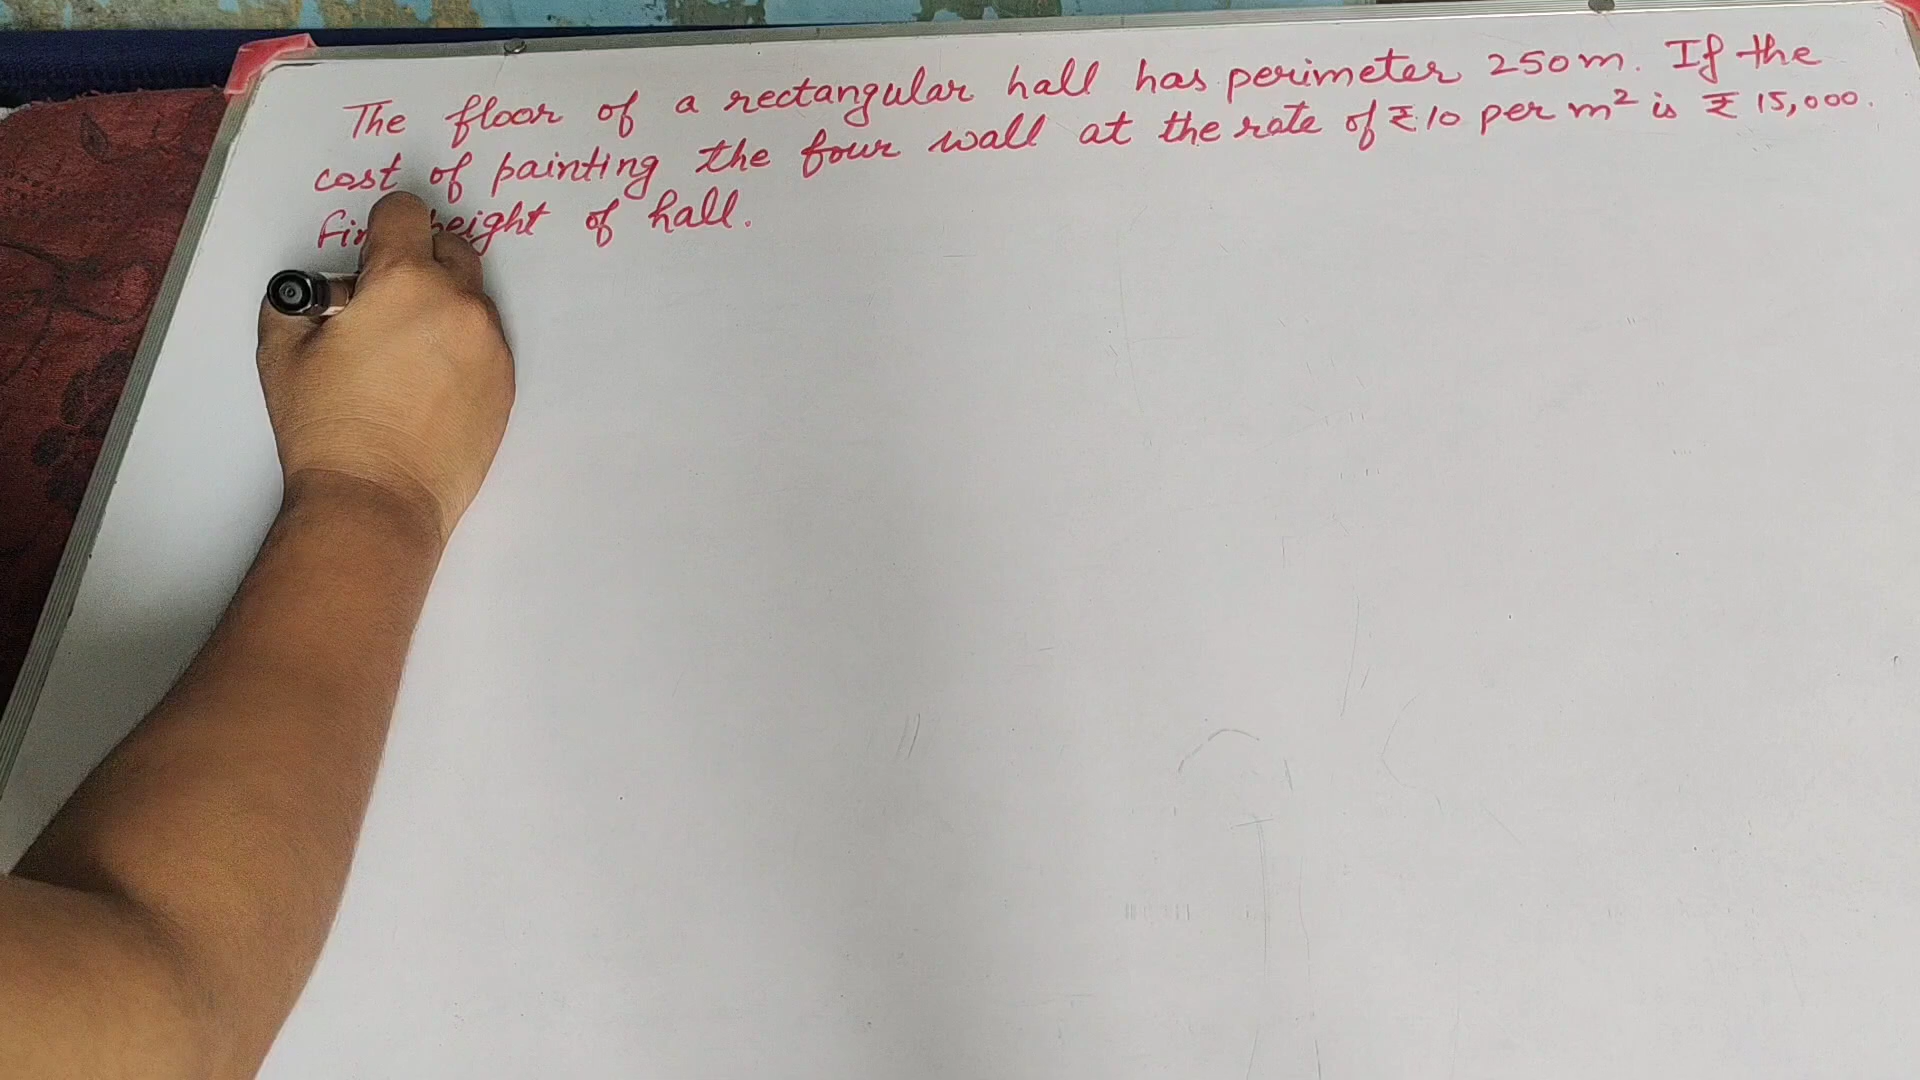 The floor of a rectangular hall has perimeter 250m. If the
cost of painting the four wall at the rate of ₹10 per m² is ₹ 15,000.
height of hall.